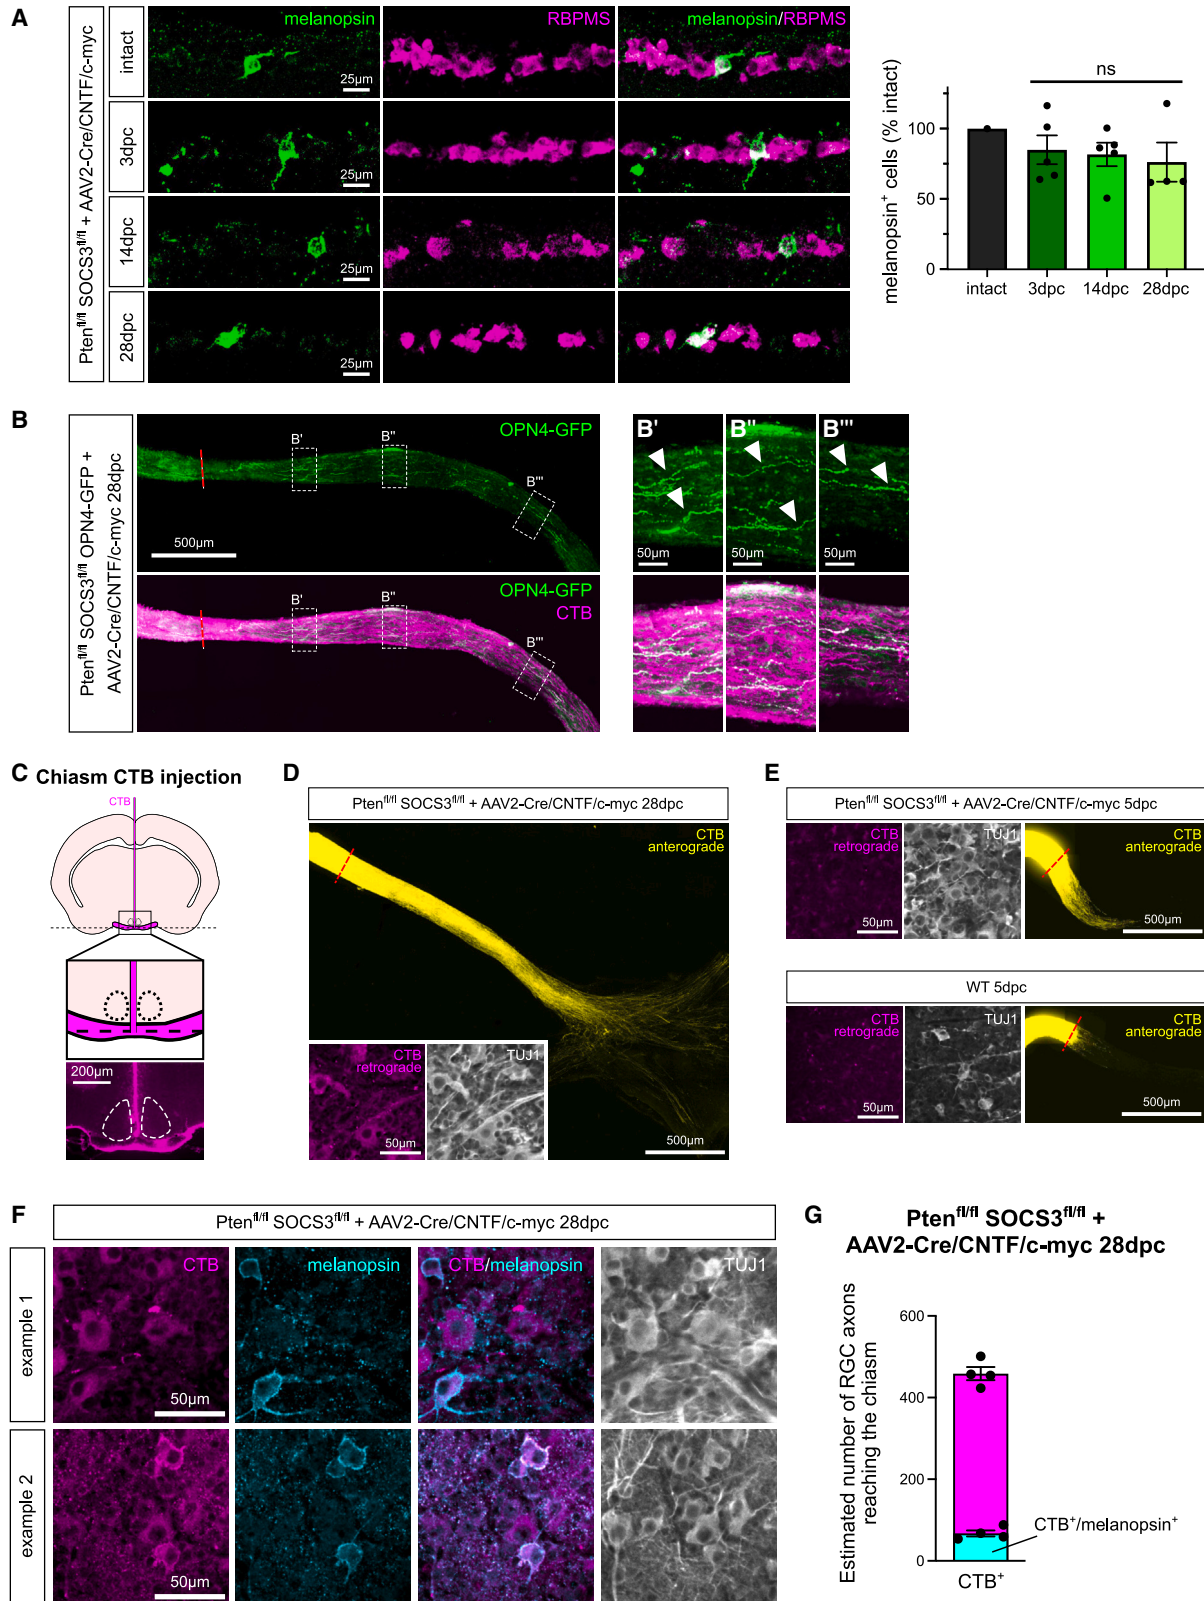 A
Pten^fl/fl SOCS3^fl/fl + AAV2-Cre/CNTF/c-myc
intact
3dpc
14dpc
28dpc
melanopsin
RBPMS
melanopsin/RBPMS
25µm
25µm
25µm
25µm
melanopsin⁺ cells (% intact)
ns
100
50
0
intact
3dpc
14dpc
28dpc
B
Pten^fl/fl SOCS3^fl/fl OPN4-GFP +
AAV2-Cre/CNTF/c-myc 28dpc
OPN4-GFP
B'
B''
B'''
500µm
OPN4-GFP
CTB
B'
B''
B'''
B'
B''
B'''
50µm
50µm
50µm
C
Chiasm CTB injection
CTB
200µm
D
Pten^fl/fl SOCS3^fl/fl + AAV2-Cre/CNTF/c-myc 28dpc
CTB
anterograde
CTB
retrograde
TUJ1
50µm
500µm
E
Pten^fl/fl SOCS3^fl/fl + AAV2-Cre/CNTF/c-myc 5dpc
CTB
retrograde
TUJ1
CTB
anterograde
50µm
500µm
WT 5dpc
CTB
retrograde
TUJ1
CTB
anterograde
50µm
500µm
F
Pten^fl/fl SOCS3^fl/fl + AAV2-Cre/CNTF/c-myc 28dpc
example 1
CTB
melanopsin
CTB/melanopsin
TUJ1
50µm
example 2
50µm
G
Pten^fl/fl SOCS3^fl/fl +
AAV2-Cre/CNTF/c-myc 28dpc
Estimated number of RGC axons
reaching the chiasm
600
400
200
0
CTB⁺/melanopsin⁺
CTB⁺